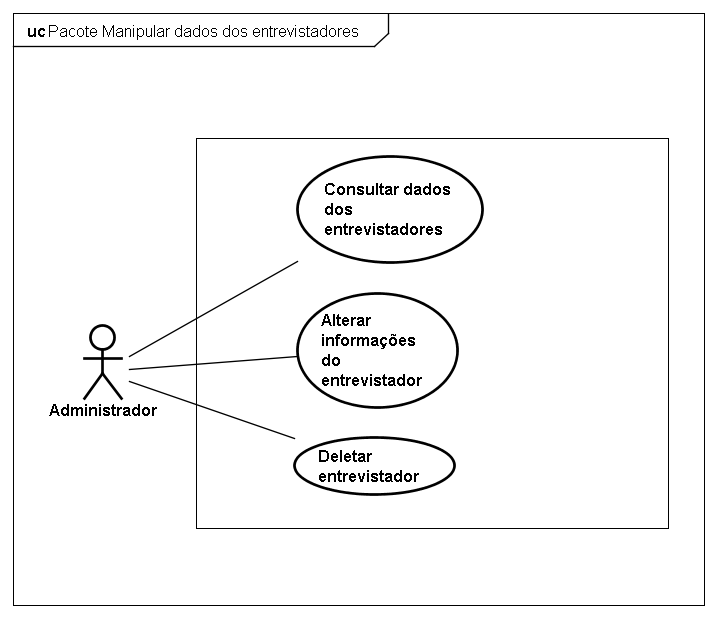 uc Pacote Manipular dados dos entrevistadores
Consultar dados
dos
entrevistadores
Alterar
informações
do
entrevistador
Administrador
Deletar
entrevistador